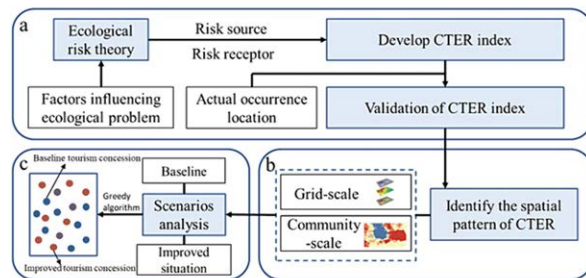 a
Ecological
risk theory
Risk source
Risk receptor
Develop CTER index
Factors influencing
ecological problem
Actual occurrence
location
Validation of CTER index
c
Baseline tourism concession
Baseline
Greedy
algorithm
Scenarios
analysis
Improved
situation
Improved tourism concession
b
Grid-scale
Community
-scale
Identify the spatial
pattern of CTER